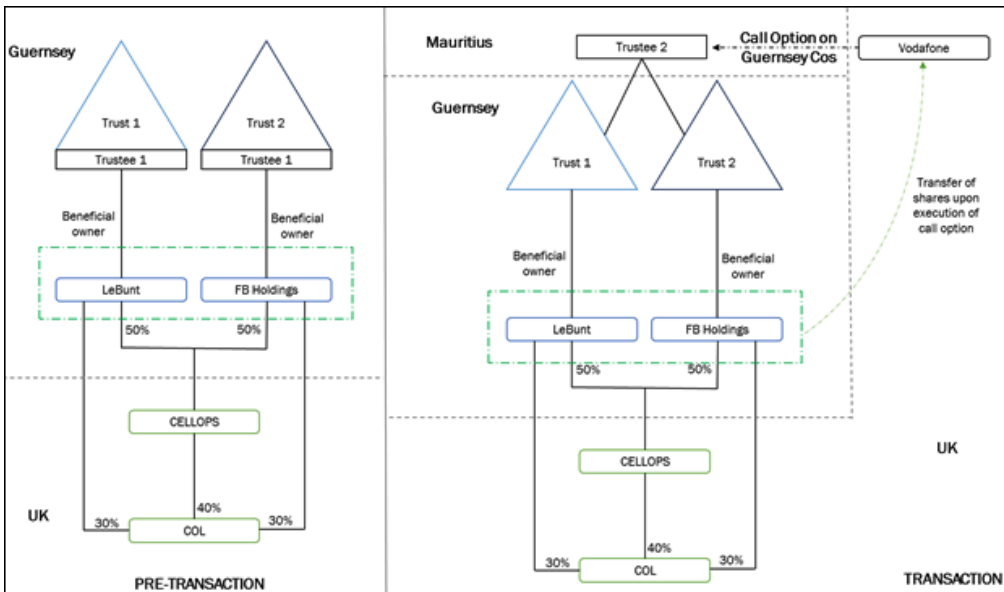 Guernsey
Trust 1
Trust 2
Trustee 1
Trustee 1
Beneficial
owner
Beneficial
owner
LeBunt
FB Holdings
50%
50%
CELLOPS
UK
30%
40%
30%
COL
PRE-TRANSACTION
Mauritius
Trustee 2
Call Option on
Guernsey Cos
Vodafone
Guernsey
Trust 1
Trust 2
Transfer of
shares upon
execution of
call option
Beneficial
owner
Beneficial
owner
LeBunt
FB Holdings
50%
50%
CELLOPS
UK
30%
40%
30%
COL
TRANSACTION